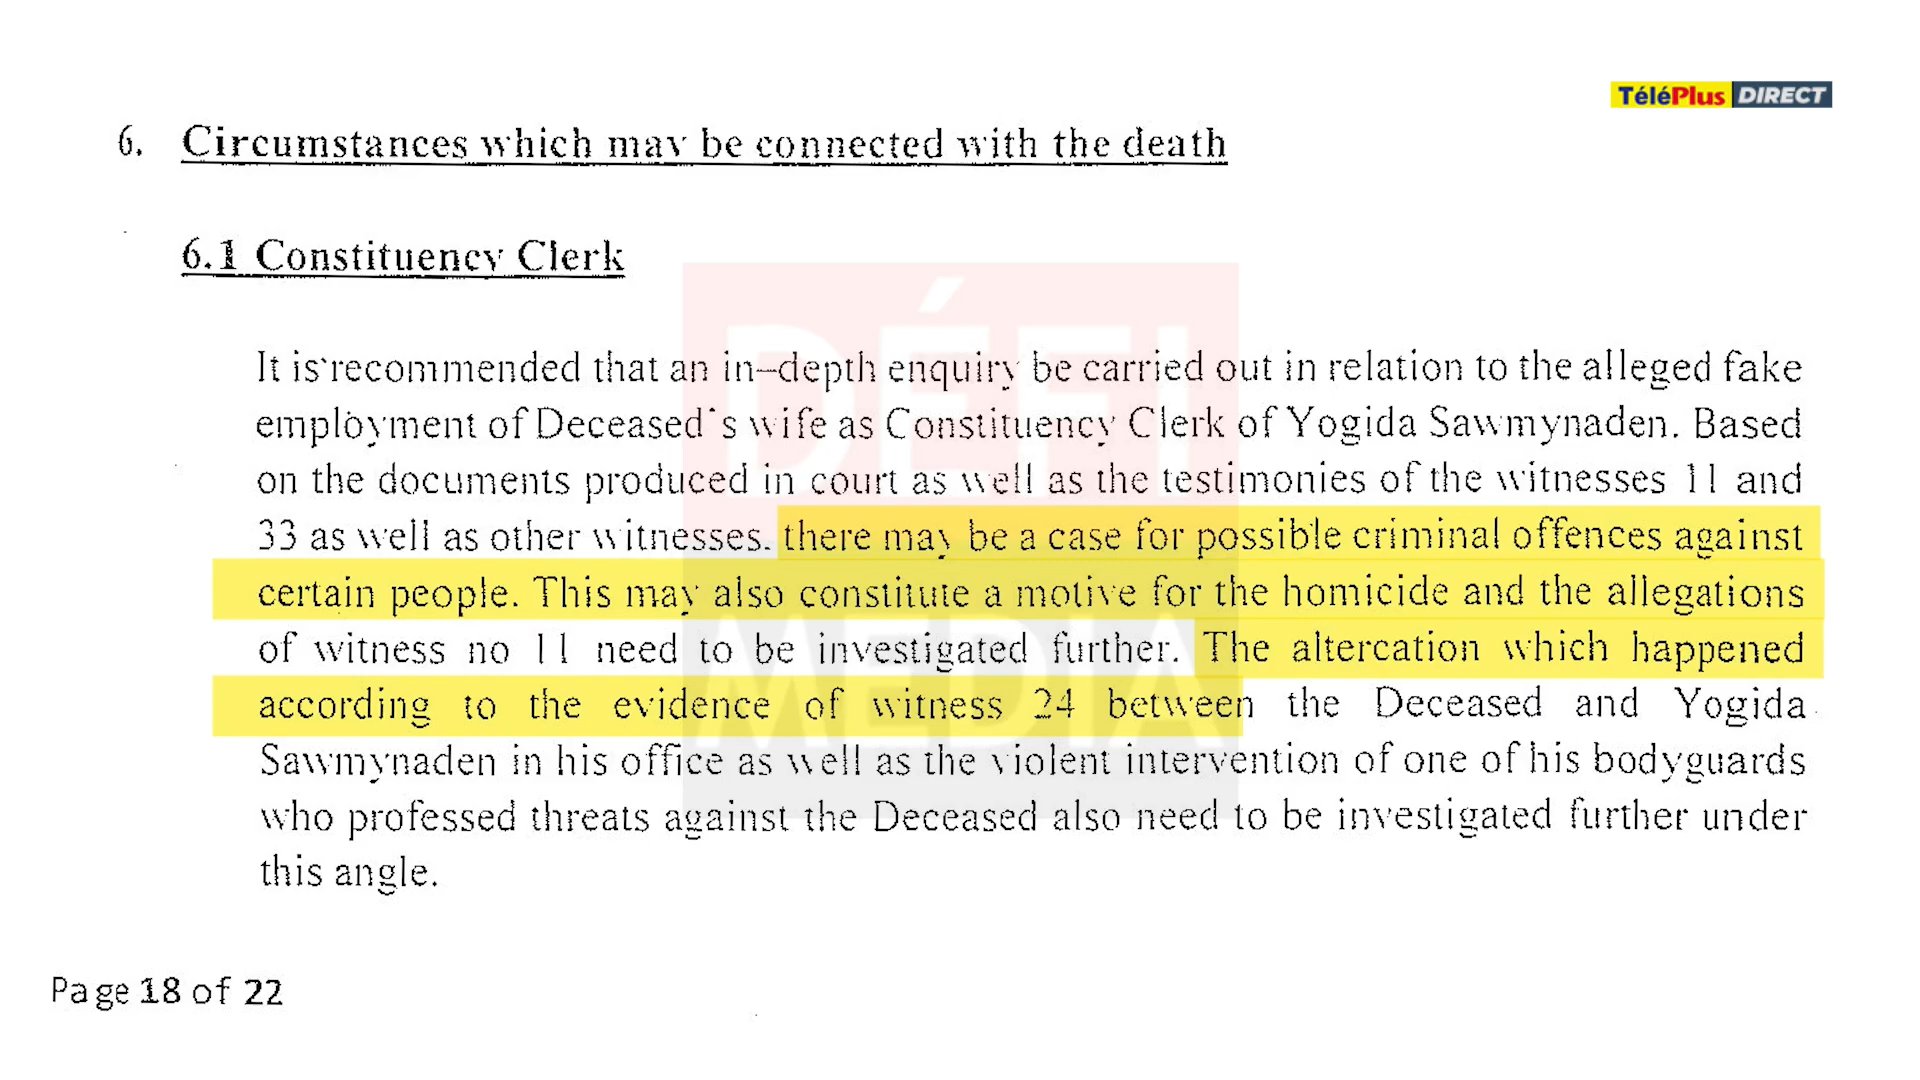 TéléPlus DIRECT
6. Circumstances which may be connected with the death
6.1 Constituency Clerk
DÉFI
MEDIA
It is recommended that an in–depth enquiry be carried out in relation to the alleged fake
employment of Deceased's wife as Constituency Clerk of Yogida Sawmynaden. Based
on the documents produced in court as well as the testimonies of the witnesses 11 and
33 as well as other witnesses. there may be a case for possible criminal offences against
certain people. This may also constitute a motive for the homicide and the allegations
of witness no 11 need to be investigated further. The altercation which happened
according to the evidence of witness 24 between the Deceased and Yogida
Sawmynaden in his office as well as the violent intervention of one of his bodyguards
who professed threats against the Deceased also need to be investigated further under
this angle.
Page 18 of 22